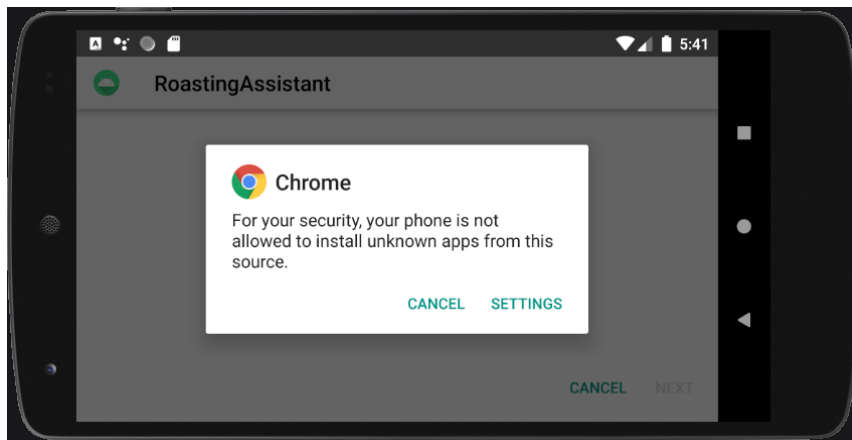 5:41
RoastingAssistant
Chrome
For your security, your phone is not
allowed to install unknown apps from this
source.
CANCEL SETTINGS
CANCEL NEXT